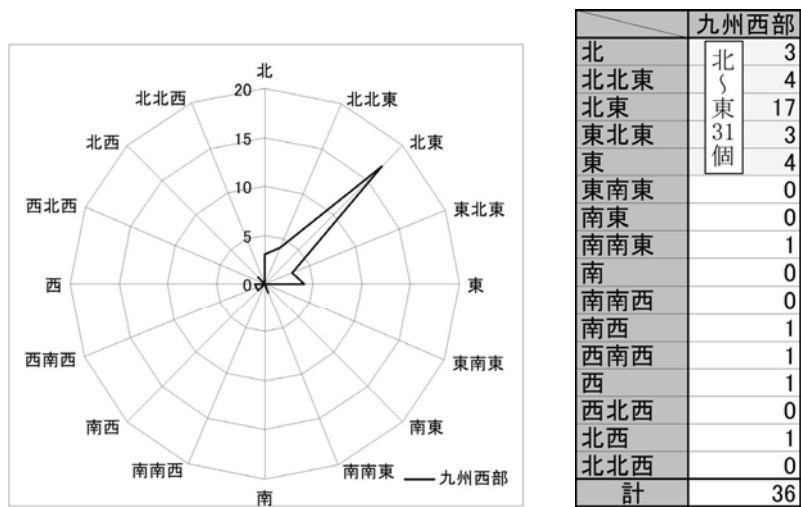 北
北北東
北東
東北東
東
東南東
南東
南南東
南
南南西
南西
西南西
西
西北西
北西
北北西
20
15
10
5
0
九州西部
九州西部
北 3
北北東 4
北東 17
東北東 3
東 4
北～東31個
東南東 0
南東 0
南南東 1
南 0
南南西 0
南西 1
西南西 1
西 1
西北西 0
北西 1
北北西 0
計 36